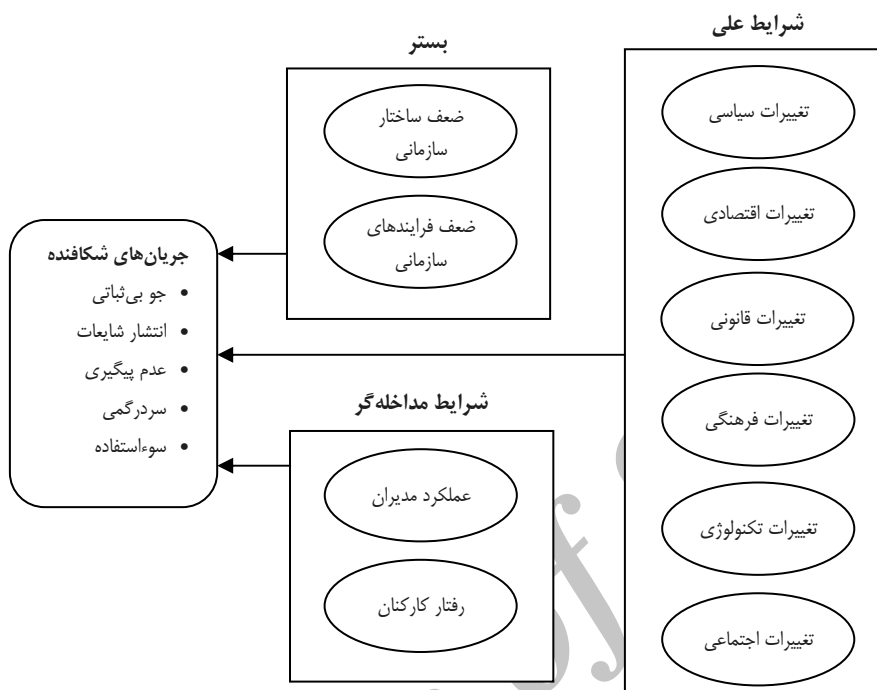 شرایط علی
تغییرات سیاسی
تغییرات اقتصادی
تغییرات قانونی
تغییرات فرهنگی
تغییرات تکنولوژی
تغییرات اجتماعی
بستر
ضعف ساختار
سازمانی
ضعف فرایندهای
سازمانی
شرایط مداخله‌گر
عملکرد مدیران
رفتار کارکنان
جریان‌های شکافنده
• جو بی‌ثباتی
• انتشار شایعات
• عدم پیگیری
• سردرگمی
• سوءاستفاده